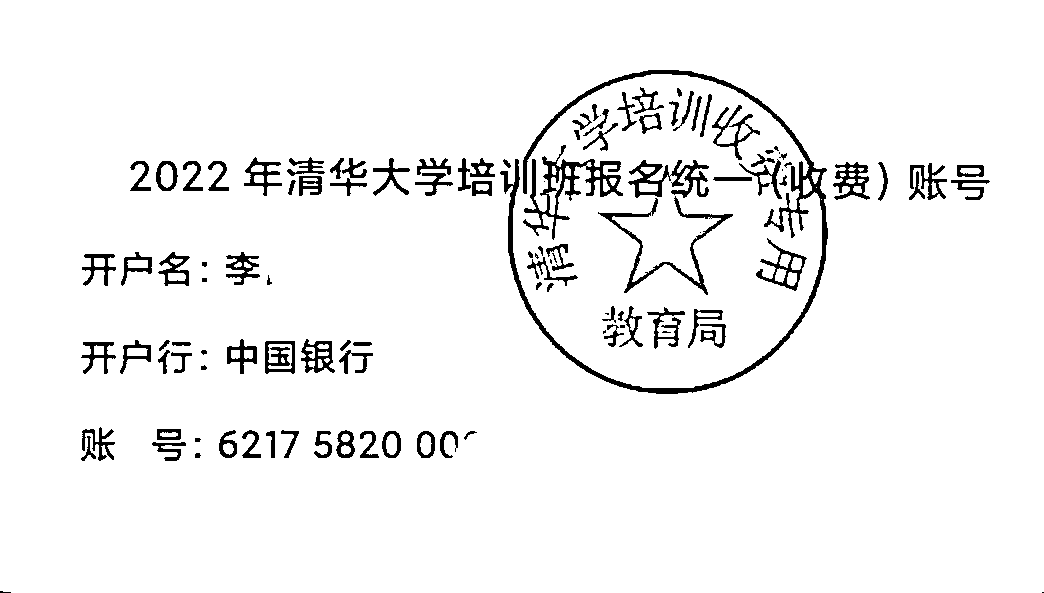 2022 年清华大学培训班报名统一（收费）账号
清华大学培训收费专用
教育局
开户名：李
开户行：中国银行
账 号：6217 5820 00